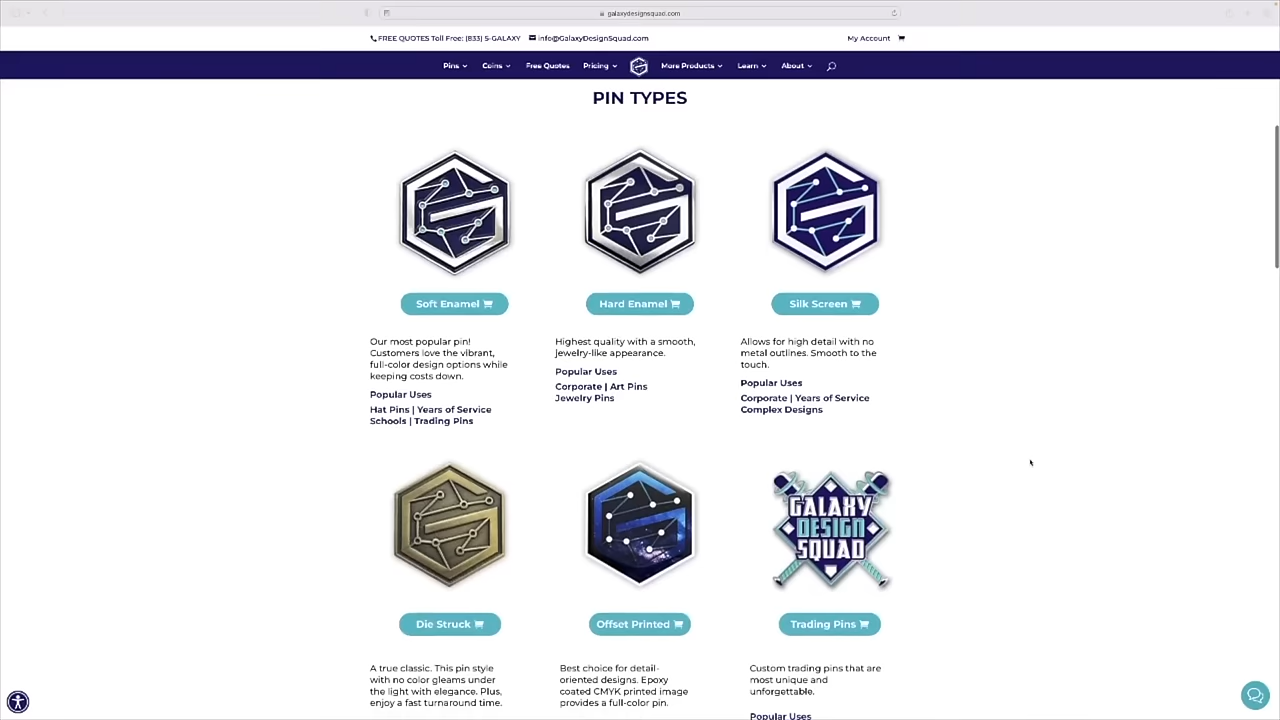 galaxydesignsquad.com
FREE QUOTES Toll Free: (833) 5-GALAXY info@GalaxyDesignSquad.com My Account
Pins Coins Free Quotes Pricing More Products Learn About
PIN TYPES
Soft Enamel
Our most popular pin!
Customers love the vibrant,
full-color design options while
keeping costs down.
Popular Uses
Hat Pins | Years of Service
Schools | Trading Pins
Hard Enamel
Highest quality with a smooth,
jewelry-like appearance.
Popular Uses
Corporate | Art Pins
Jewelry Pins
Silk Screen
Allows for high detail with no
metal outlines. Smooth to the
touch.
Popular Uses
Corporate | Years of Service
Complex Designs
Die Struck
A true classic. This pin style
with no color gleams under
the light with elegance. Plus,
enjoy a fast turnaround time.
Offset Printed
Best choice for detail-
oriented designs. Epoxy
coated CMYK printed image
provides a full-color pin.
GALAXY
DESIGN
SQUAD
Trading Pins
Custom trading pins that are
most unique and
unforgettable.
Popular Uses